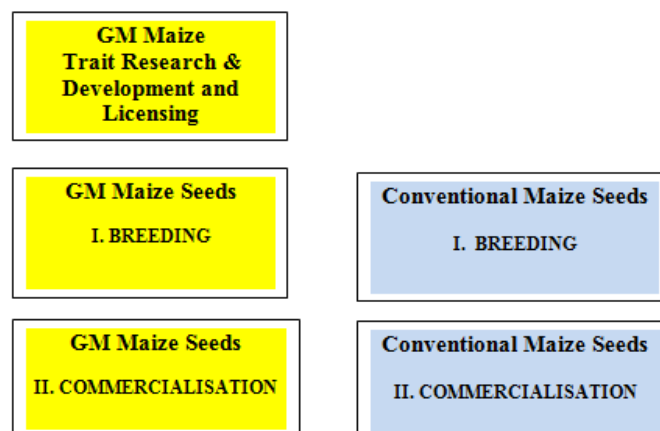 GM Maize
Trait Research &
Development and
Licensing
GM Maize Seeds
I. BREEDING
Conventional Maize Seeds
I. BREEDING
GM Maize Seeds
II. COMMERCIALISATION
Conventional Maize Seeds
II. COMMERCIALISATION